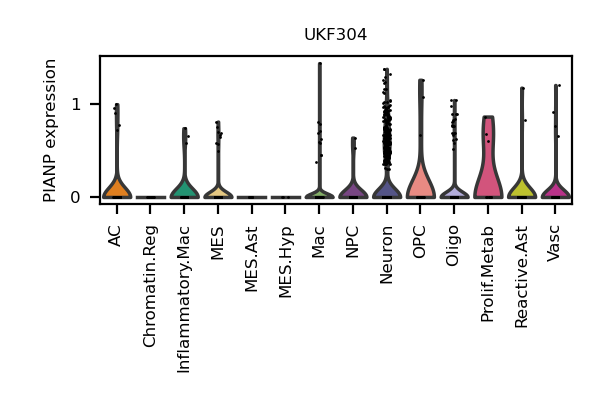 UKF304
PIANP expression
1
0
AC
Chromatin.Reg
Inflammatory.Mac
MES
MES.Ast
MES.Hyp
Mac
NPC
Neuron
OPC
Oligo
Prolif.Metab
Reactive.Ast
Vasc